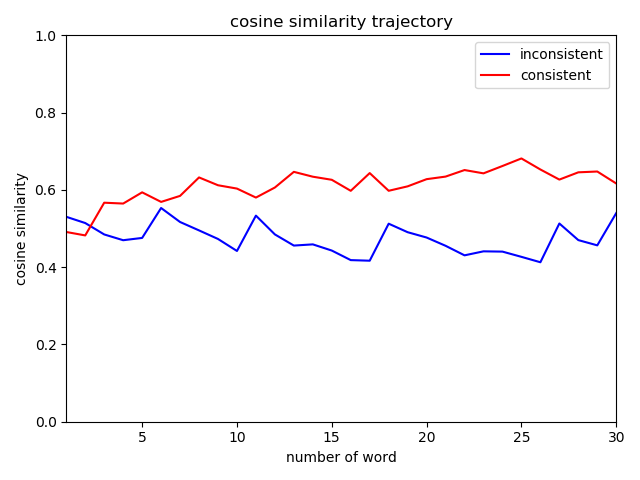 cosine similarity trajectory
inconsistent
consistent
1.0
0.8
0.6
0.4
0.2
0.0
cosine similarity
5 10 15 20 25 30
number of word